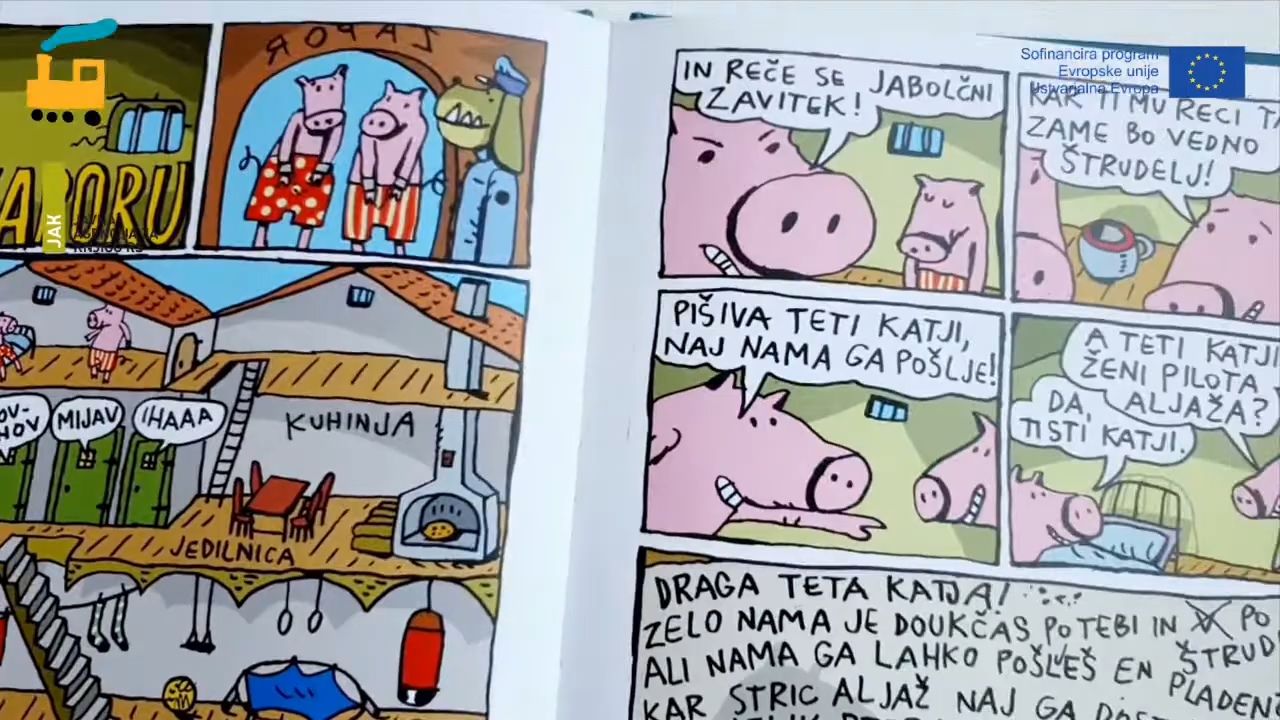 ZAPOR
ZAPORU
JAK
MIJAV
IHAAA
KUHINJA
JEDILNICA
Sofinancira program
Evropske unije
Ustvarjalna Evropa
IN REČE SE JABOLČNI
ZAVITEK!
KAR TI MU RECI
ZAME BO VEDNO
ŠTRUDELJ!
PIŠIVA TETI KATJI,
NAJ NAMA GA POŠLJE!
A TETI KATJI
ŽENI PILOTA
ALJAŽA?
DA,
TISTI KATJI.
DRAGA TETA KATJA!
ZELO NAMA JE DOUKČAS PO TEBI IN PO
ALI NAMA GA LAHKO POŠLEŠ EN ŠTRUD
KAR STRIC ALJAŽ NAJ GA